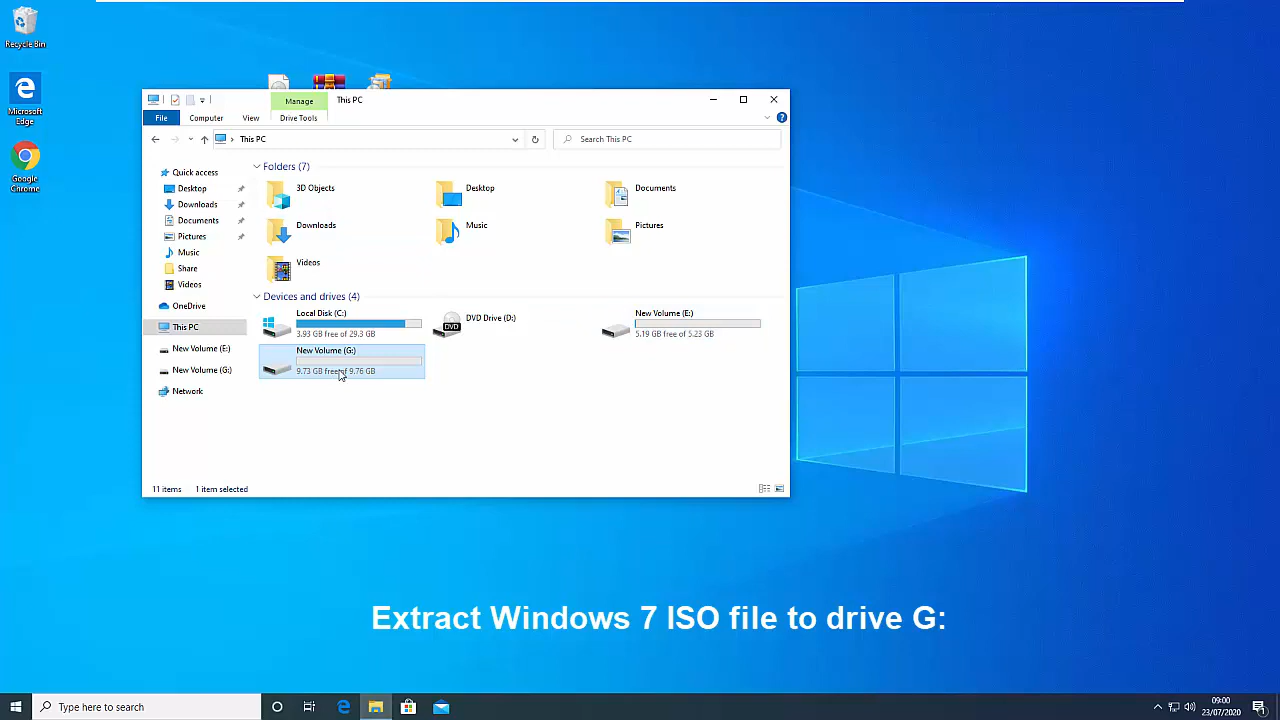 Recycle Bin
Microsoft
Edge
Google
Chrome
Manage
This PC
File
Computer
View
Drive Tools
This PC
Search This PC
Quick access
Desktop
Downloads
Documents
Pictures
Music
Share
Videos
OneDrive
This PC
New Volume (E:)
New Volume (G:)
Network
Folders (7)
3D Objects
Desktop
Documents
Downloads
Music
Pictures
Videos
Devices and drives (4)
Local Disk (C:)
3.93 GB free of 29.3 GB
DVD
DVD Drive (D:)
New Volume (E:)
5.19 GB free of 5.23 GB
New Volume (G:)
9.73 GB free of 9.76 GB
11 items
1 item selected
Extract Windows 7 ISO file to drive G:
Type here to search
09:00
23/07/2020
1